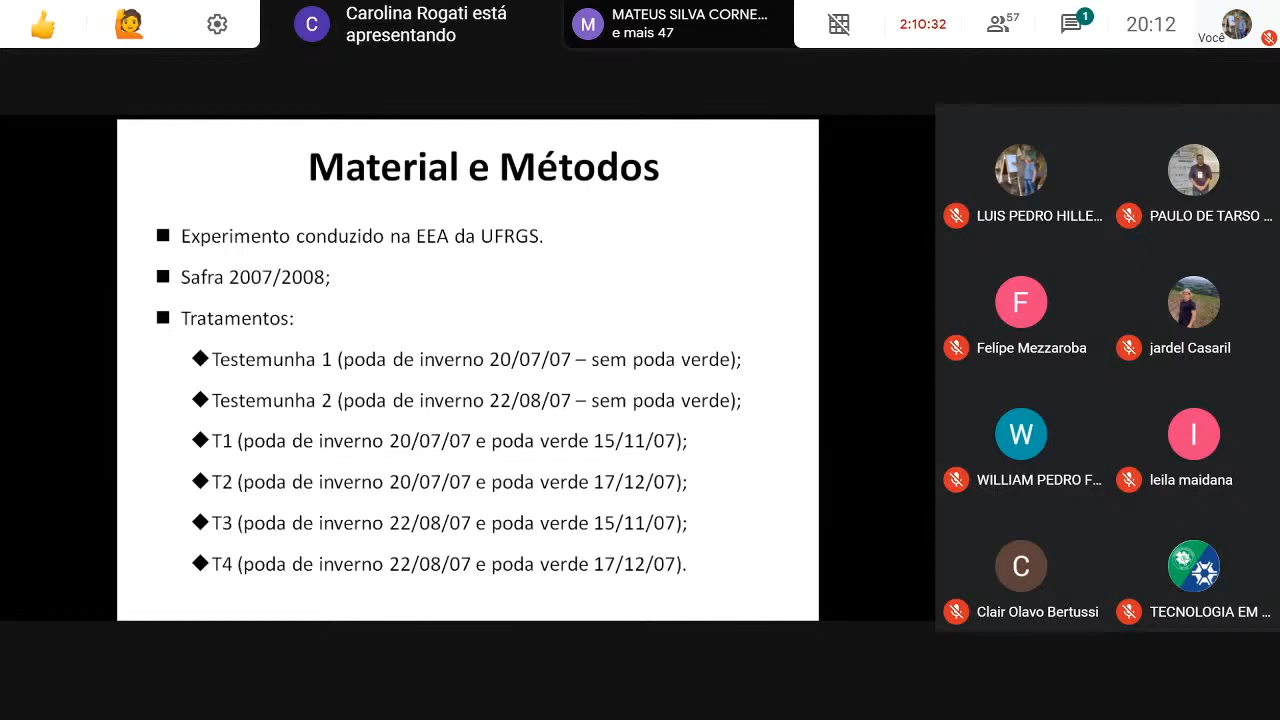 Carolina Rogati está
apresentando
C
M
MATEUS SILVA CORNE...
e mais 47
2:10:32
57
1
20:12
Você
Material e Métodos
Experimento conduzido na EEA da UFRGS.
Safra 2007/2008;
Tratamentos:
Testemunha 1 (poda de inverno 20/07/07 – sem poda verde);
Testemunha 2 (poda de inverno 22/08/07 – sem poda verde);
T1 (poda de inverno 20/07/07 e poda verde 15/11/07);
T2 (poda de inverno 20/07/07 e poda verde 17/12/07);
T3 (poda de inverno 22/08/07 e poda verde 15/11/07);
T4 (poda de inverno 22/08/07 e poda verde 17/12/07).
LUIS PEDRO HILLE...
PAULO DE TARSO ...
F
Felípe Mezzaroba
jardel Casaril
W
I
WILLIAM PEDRO F...
leila maidana
C
Clair Olavo Bertussi
TECNOLOGIA EM ...